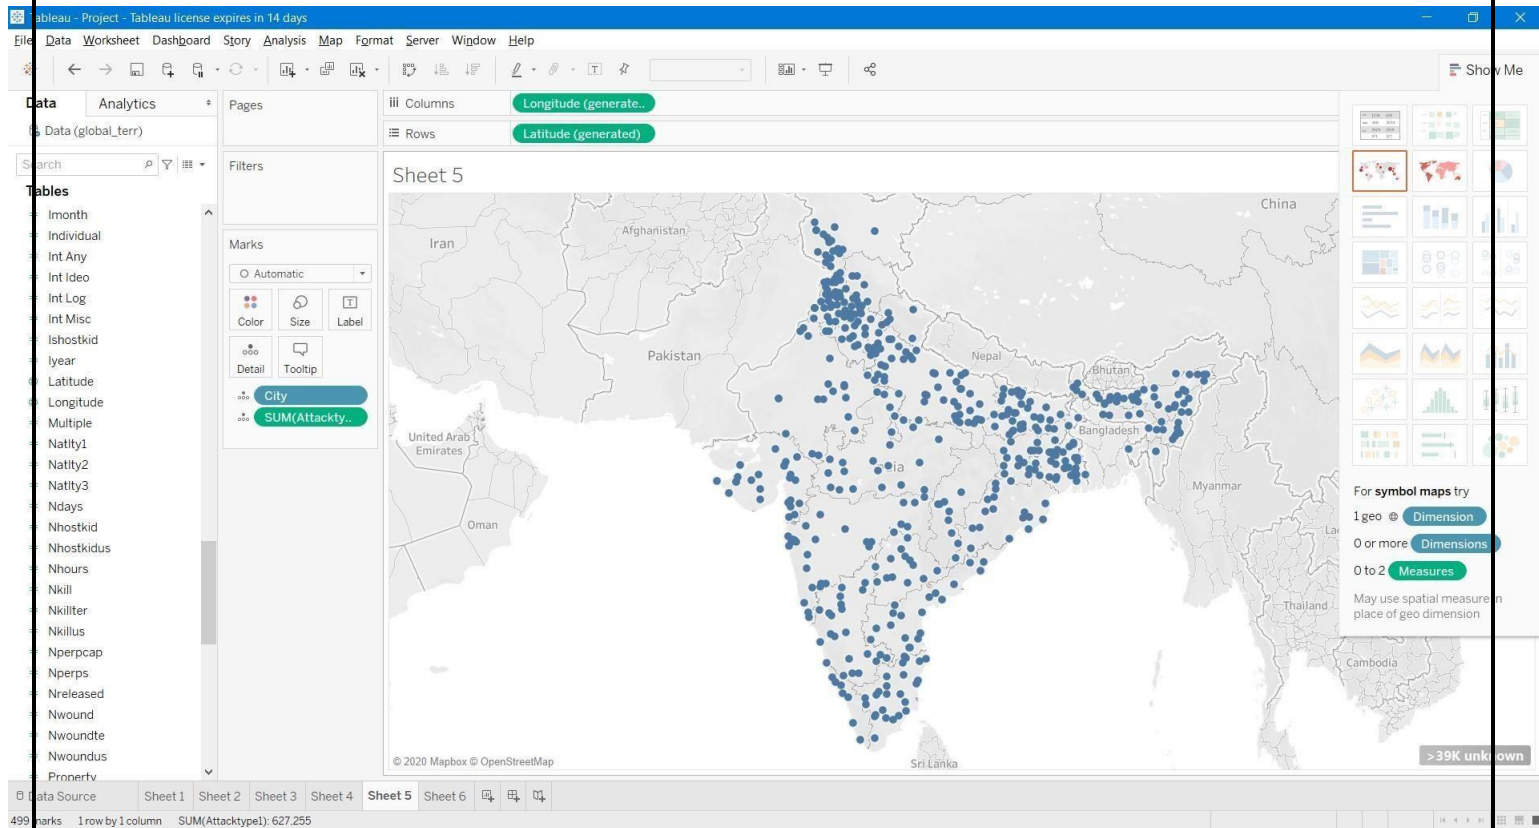 Tableau - Project - Tableau license expires in 14 days
File Data Worksheet Dashboard Story Analysis Map Format Server Window Help
Show Me
Data Analytics
Data (global_terr)
Search
Tables
Imonth
Individual
Int Any
Int Ideo
Int Log
Int Misc
Ishostkid
Iyear
Latitude
Longitude
Multiple
Natlty1
Natlty2
Natlty3
Ndays
Nhostkid
Nhostkidus
Nhours
Nkill
Nkillter
Nkillus
Nperpcap
Nperps
Nreleased
Nwound
Nwoundte
Nwoundus
Property
Pages
Filters
Marks
Automatic
Color Size Label
Detail Tooltip
City
SUM(Attackty..
Columns Longitude (generate..
Rows Latitude (generated)
Sheet 5
China
Afghanistan
Iran
Pakistan
Nepal
Bhutan
United Arab
Emirates
Bangladesh
Myanmar
Oman
Thailand
Cambodia
Sri Lanka
© 2020 Mapbox © OpenStreetMap
>39K unknown
For symbol maps try
1 geo Dimension
0 or more Dimensions
0 to 2 Measures
May use spatial measure in
place of geo dimension
Data Source Sheet 1 Sheet 2 Sheet 3 Sheet 4 Sheet 5 Sheet 6
499 marks 1 row by 1 column SUM(Attacktype1): 627,255